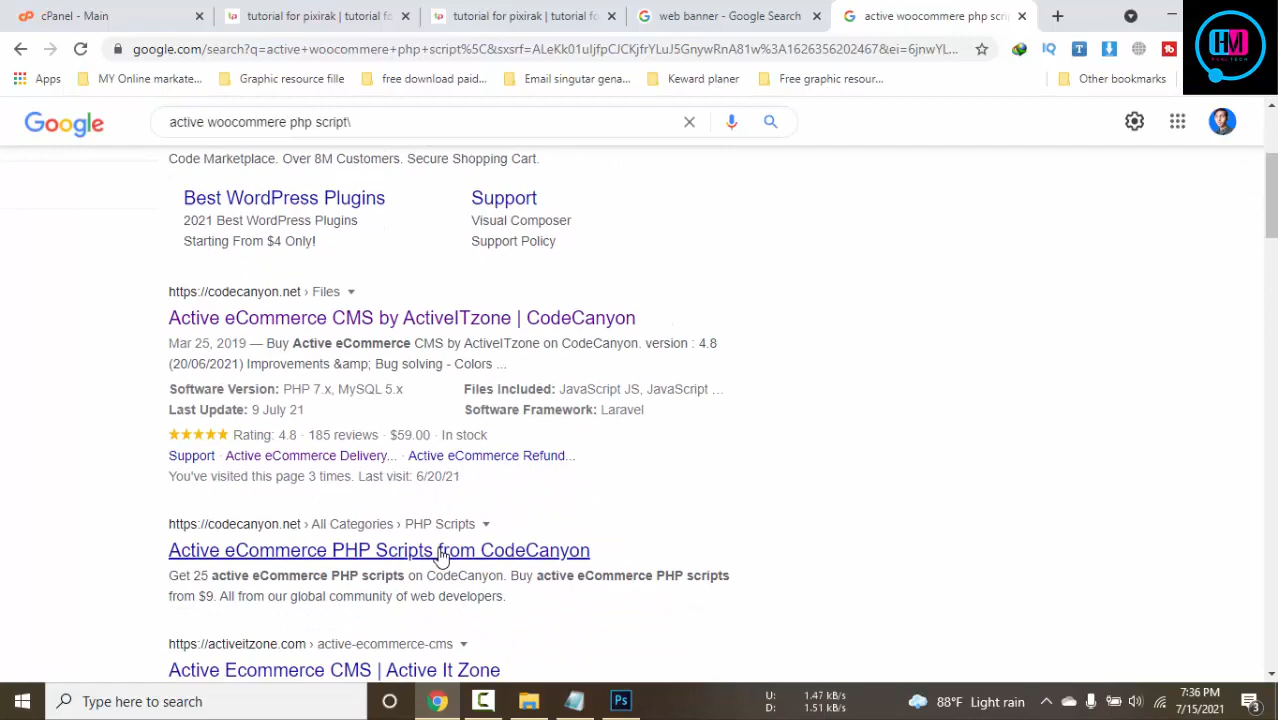 cPanel - Main
tutorial for pixirak | tutorial fo
tutorial for pixirak | tutorial fo
web banner - Google Search
active woocommere php scri
google.com/search?q=active+woocommere+php+script%5C&sxsrf=ALeKk01uIjfpCJCKjfrYLuJ5GnywRnA81w%3A1626356202467&ei=6jnwYL...
Apps
MY Online markate...
Graphic resource fille
free download paid...
Email singutar gena...
Keward planer
Free graphic resour...
Other bookmarks
HM
Google
active woocommere php script\
Code Marketplace. Over 8M Customers. Secure Shopping Cart.
Best WordPress Plugins
Support
2021 Best WordPress Plugins
Visual Composer
Starting From $4 Only!
Support Policy
https://codecanyon.net › Files
Active eCommerce CMS by ActiveITzone | CodeCanyon
Mar 25, 2019 — Buy Active eCommerce CMS by ActiveITzone on CodeCanyon. version : 4.8
(20/06/2021) Improvements &amp; Bug solving - Colors ...
Software Version: PHP 7.x, MySQL 5.x
Files Included: JavaScript JS, JavaScript ...
Last Update: 9 July 21
Software Framework: Laravel
Rating: 4.8 · 185 reviews · $59.00 · In stock
Support · Active eCommerce Delivery... · Active eCommerce Refund...
You've visited this page 3 times. Last visit: 6/20/21
https://codecanyon.net › All Categories › PHP Scripts
Active eCommerce PHP Scripts from CodeCanyon
Get 25 active eCommerce PHP scripts on CodeCanyon. Buy active eCommerce PHP scripts
from $9. All from our global community of web developers.
https://activeitzone.com › active-ecommerce-cms
Active Ecommerce CMS | Active It Zone
Type here to search
Ps
U: 1.47 kB/s
D: 1.51 kB/s
88°F Light rain
7:36 PM
7/15/2021
3